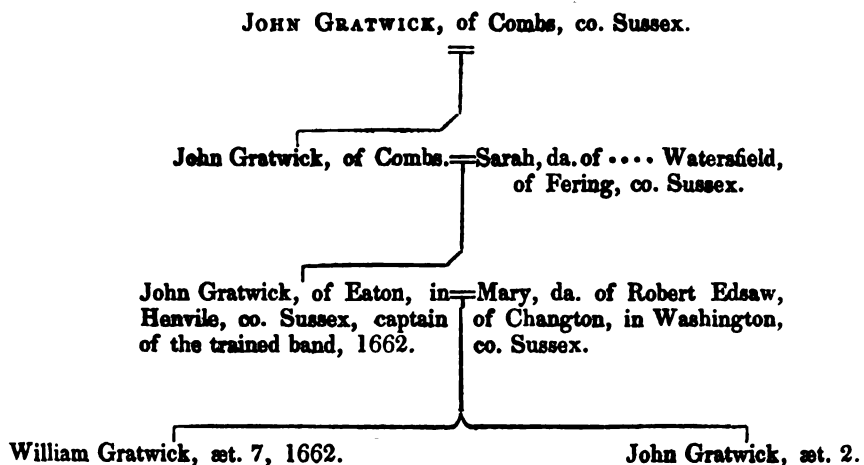 JOHN GRATWICK, of Combs, co. Sussex.
John Gratwick, of Combs.=Sarah, da. of •••• Watersfield,
of Fering, co. Sussex.
John Gratwick, of Eaton, in=Mary, da. of Robert Edsaw,
Henvile, co. Sussex, captain of Changton, in Washington,
of the trained band, 1662. co. Sussex.
William Gratwick, æt. 7, 1662. John Gratwick, æt. 2.